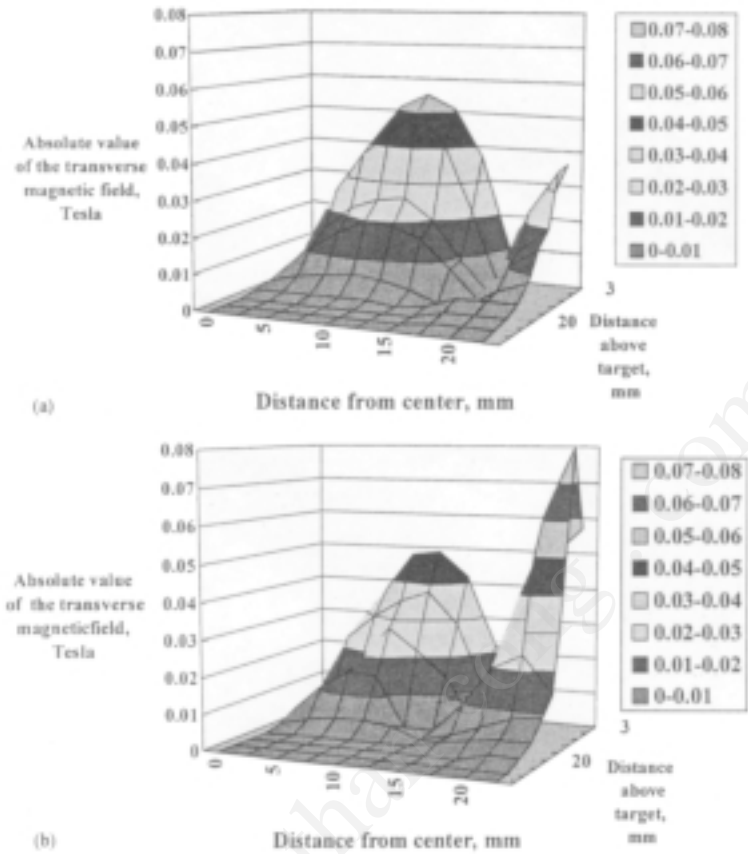 0.08
0.07
0.06
0.05
0.04
0.03
0.02
0.01
0
Absolute value
of the transverse
magnetic field,
Tesla
0
5
10
15
20
3
20
Distance
above
target,
mm
Distance from center, mm
0.07-0.08
0.06-0.07
0.05-0.06
0.04-0.05
0.03-0.04
0.02-0.03
0.01-0.02
0-0.01
(a)
0.08
0.07
0.06
0.05
0.04
0.03
0.02
0.01
0
Absolute value
of the transverse
magneticfield,
Tesla
0
5
10
15
20
3
20
Distance
above
target,
mm
Distance from center, mm
0.07-0.08
0.06-0.07
0.05-0.06
0.04-0.05
0.03-0.04
0.02-0.03
0.01-0.02
0-0.01
(b)